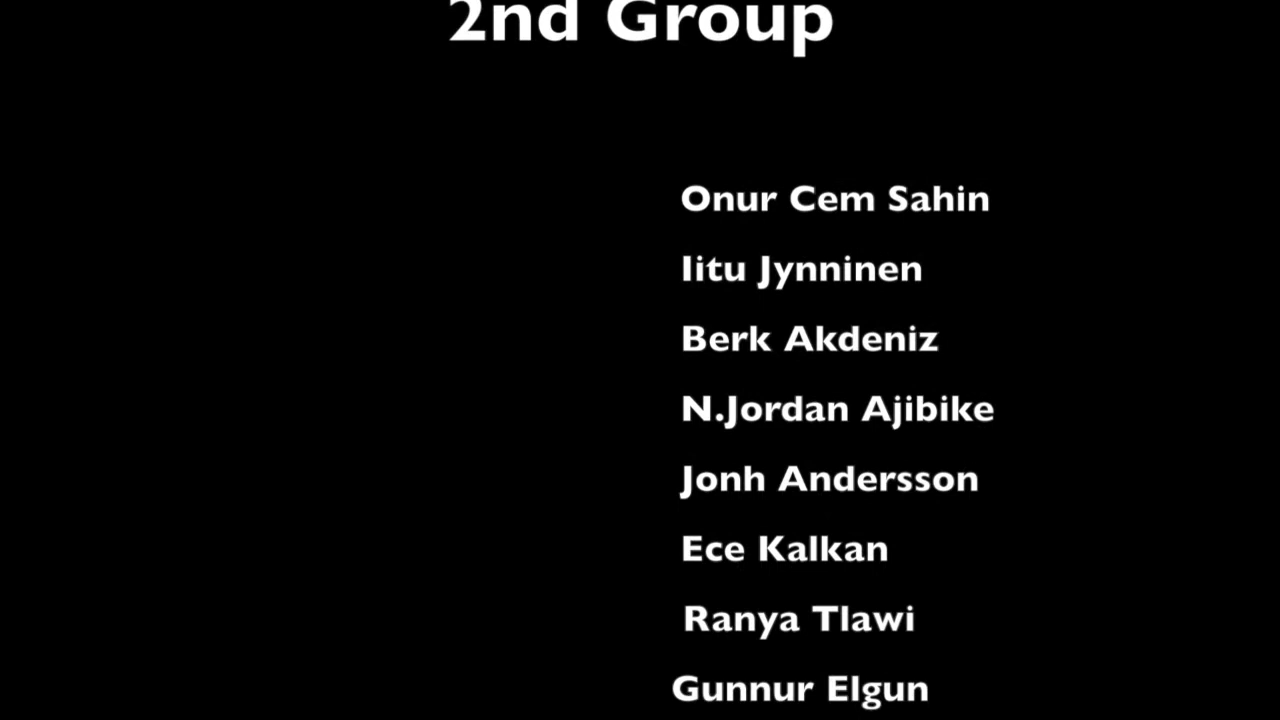 2nd Group
Onur Cem Sahin
Iitu Jynninen
Berk Akdeniz
N.Jordan Ajibike
Jonh Andersson
Ece Kalkan
Ranya Tlawi
Gunnur Elgun